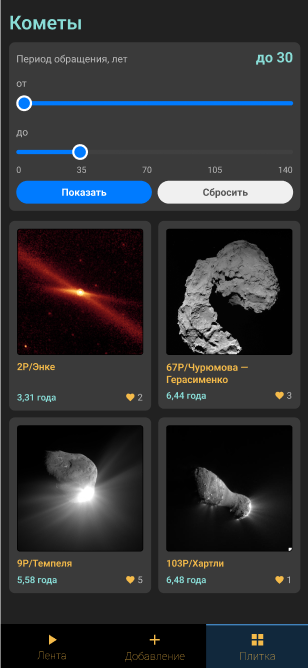 Кометы
Период обращения, лет
до 30
от
до
0 35 70 105 140
Показать Сбросить
2P/Энке
3,31 года 2
67P/Чурюмова —
Герасименко
6,44 года 3
9P/Темпеля
5,58 года 5
103P/Хартли
6,48 года 1
Лента Добавление Плитка